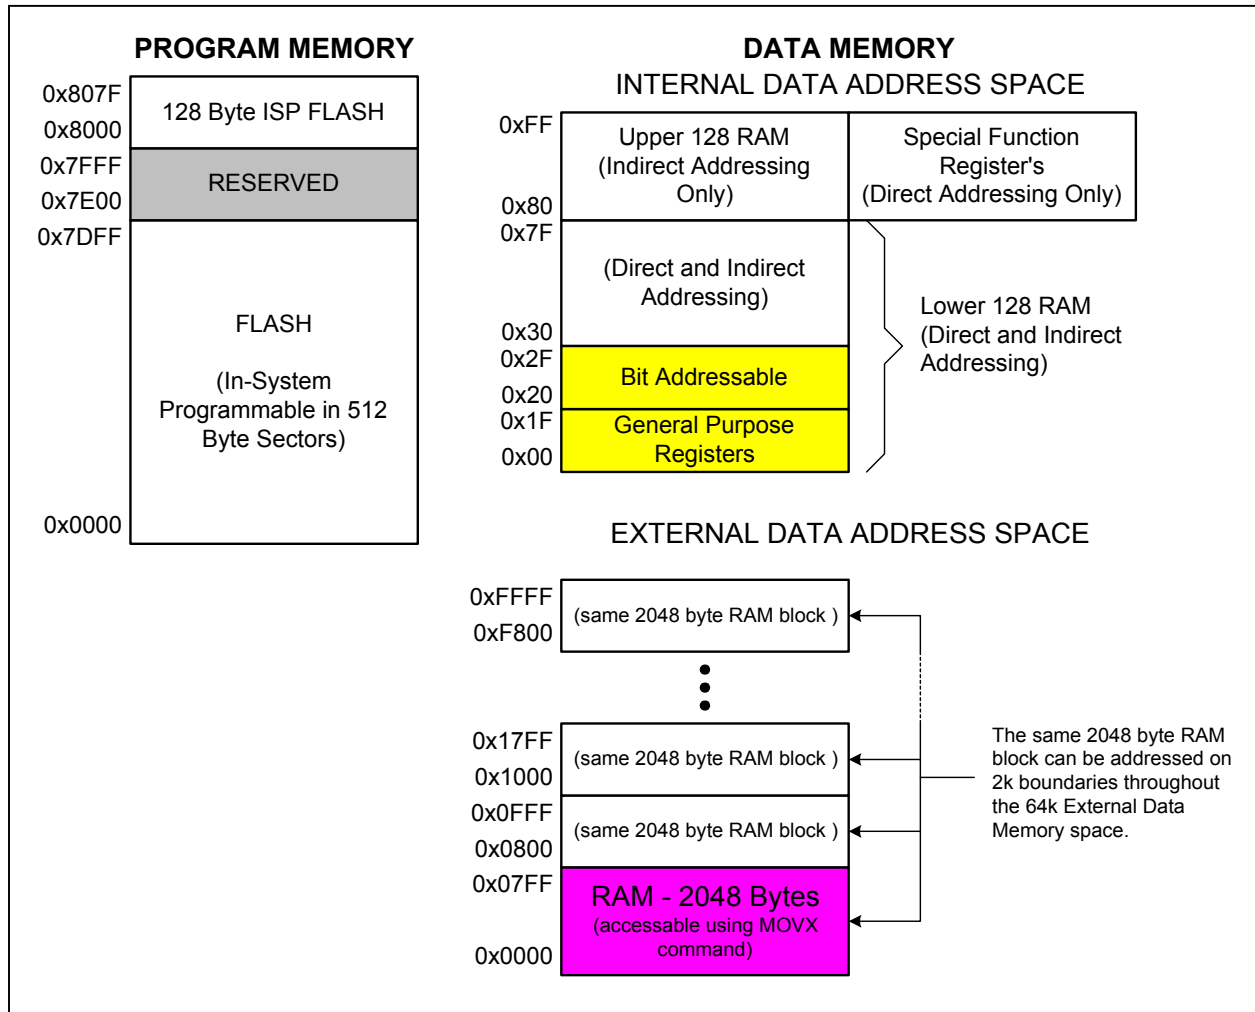 PROGRAM MEMORY
0x807F
0x8000
128 Byte ISP FLASH
0x7FFF
0x7E00
RESERVED
0x7DFF
FLASH
(In-System
Programmable in 512
Byte Sectors)
0x0000
DATA MEMORY
INTERNAL DATA ADDRESS SPACE
0xFF
Upper 128 RAM
(Indirect Addressing
Only)
0x80
Special Function
Register's
(Direct Addressing Only)
0x7F
(Direct and Indirect
Addressing)
0x30
0x2F
Bit Addressable
0x20
0x1F
General Purpose
Registers
0x00
Lower 128 RAM
(Direct and Indirect
Addressing)
EXTERNAL DATA ADDRESS SPACE
0xFFFF
(same 2048 byte RAM block )
0xF800
0x17FF
(same 2048 byte RAM block )
0x1000
0x0FFF
(same 2048 byte RAM block )
0x0800
0x07FF
RAM - 2048 Bytes
(accessable using MOVX
command)
0x0000
The same 2048 byte RAM
block can be addressed on
2k boundaries throughout
the 64k External Data
Memory space.